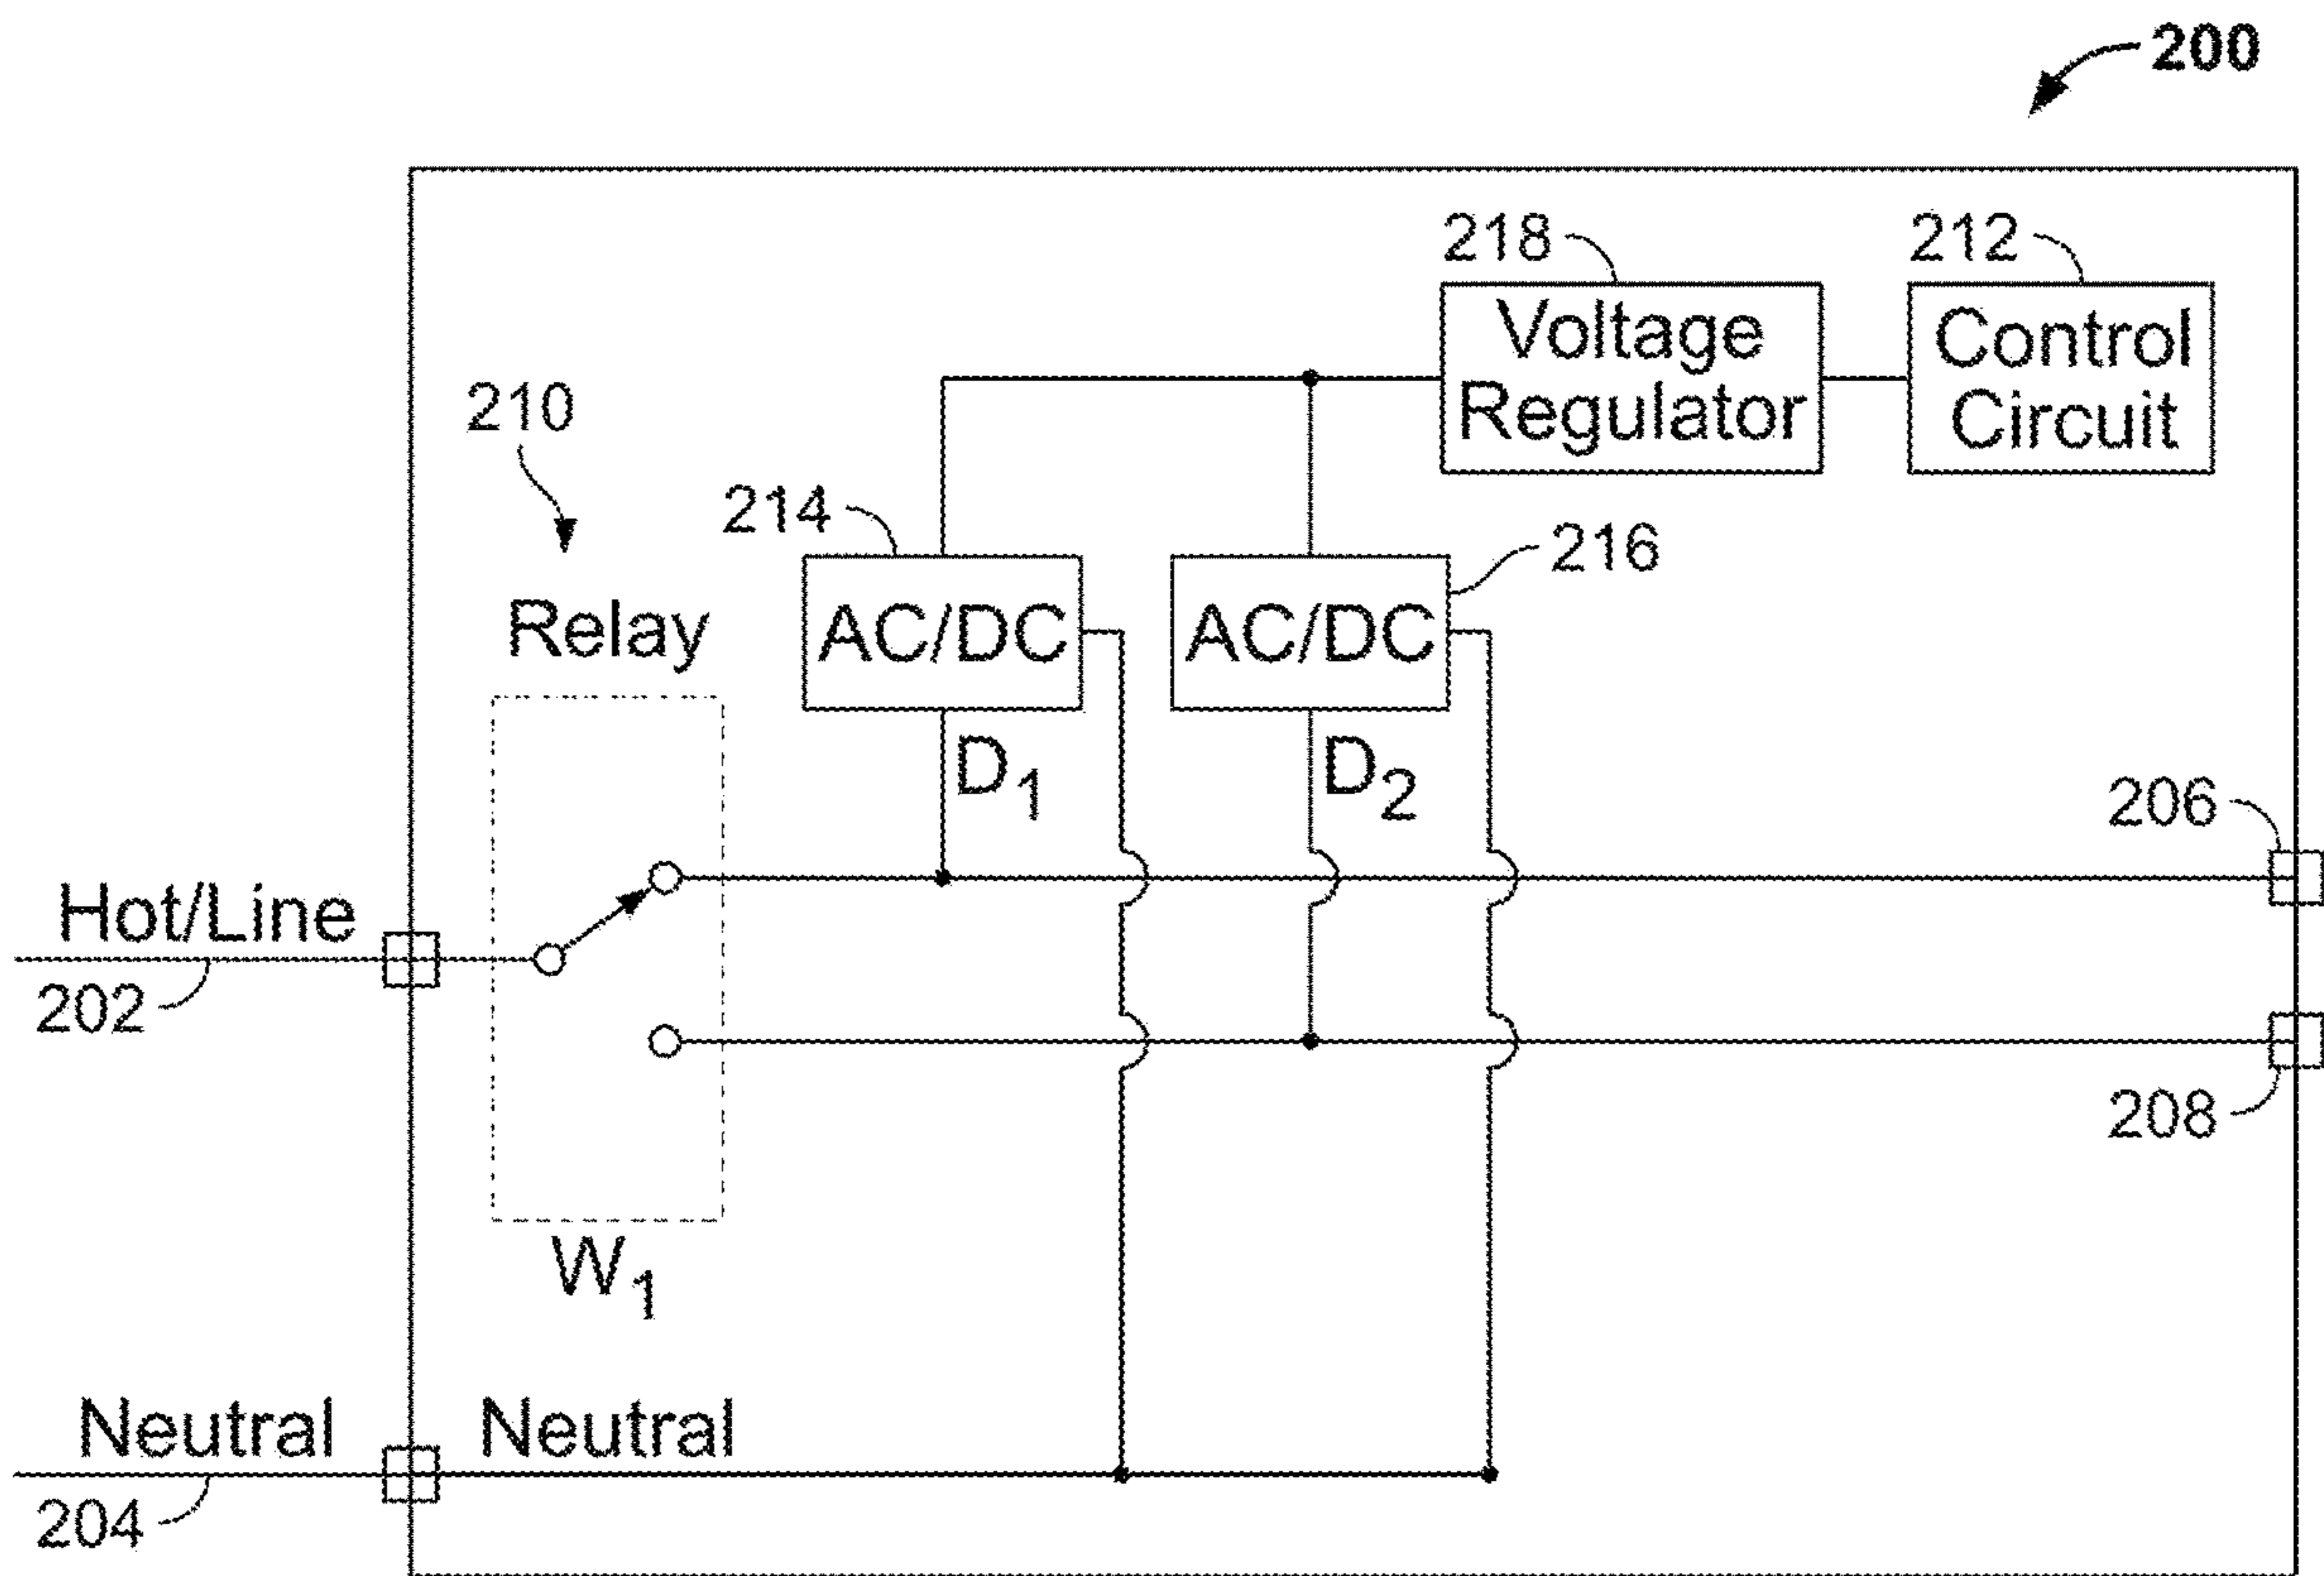 200
218
212
Voltage
Regulator
Control
Circuit
210
214
216
Relay
AC/DC
AC/DC
D1
D2
206
Hot/Line
202
208
W1
Neutral
Neutral
204